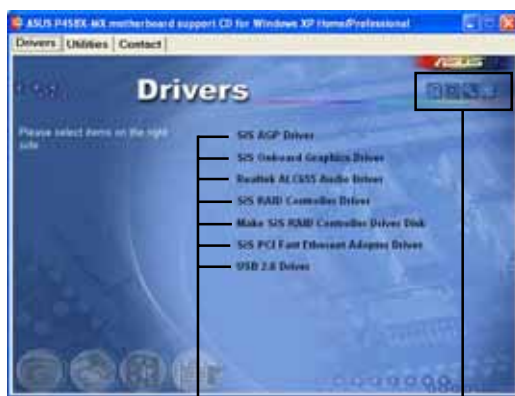 ASUS P4S8X-MX motherboard support CD for Windows XP Home/Professional
Drivers Utilities Contact
Drivers
Please select items on the right side
SiS AGP Driver
SiS Onboard Graphics Driver
Realtek ALC655 Audio Driver
SiS RAID Controller Driver
Make SiS RAID Controller Driver Disk
SiS PCI Fast Ethernet Adapter Driver
USB 2.0 Driver